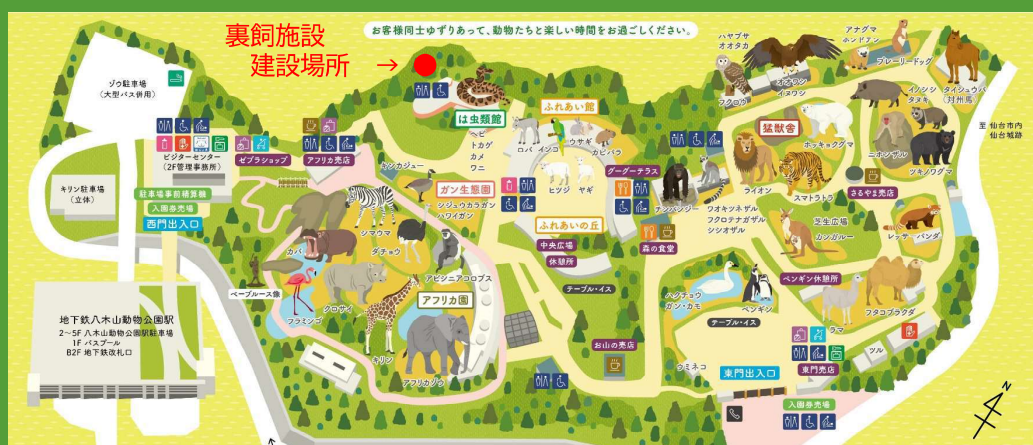 お客様同士ゆずりあって、動物たちと楽しい時間をお過ごしください。
裏飼施設
建設場所 →
ゾウ駐車場
(大型バス併用)
ビジターセンター
(2F管理事務所)
ゼブラショップ
アフリカ売店
キリン駐車場
(立体)
駐車場事前精算機
入園券売場
西門出入口
は虫類館
ヘビ
トカゲ
カメ
ワニ
キンカジュー
ガン生態園
シジュウカラガン
ハワイガン
シマウマ
カバ
ダチョウ
アビシニアコロブス
ベーブルース像
クロサイ
フラミンゴ
アフリカ園
キリン
アフリカゾウ
地下鉄八木山動物公園駅
2〜5F 八木山動物公園駅駐車場
1F バスプール
B2F 地下鉄改札口
ふれあい館
ロバ
インコ
ウサギ
カピバラ
ヒツジ
ヤギ
ふれあいの丘
中央広場
休憩所
テーブル・イス
お山の売店
グーグーテラス
チンパンジー
ワオキツネザル
フクロテナガザル
シシオザル
森の食堂
ハヤブサ
オオタカ
フクロウ
オオワシ
イヌワシ
アナグマ
ホンドテン
プレーリードッグ
イノシシ
タヌキ
タイシュウバ
(対州馬)
至 仙台市内
仙台城跡
猛獣舎
ホッキョクグマ
ライオン
スマトラトラ
ニホンザル
ツキノワグマ
さるやま売店
芝生広場
カンガルー
レッサーパンダ
ハクチョウ
ガン・カモ
ペンギン
テーブル・イス
ペンギン休憩所
ラマ
フタコブラクダ
ウミネコ
東門出入口
東門売店
ツル
入園券売場
N